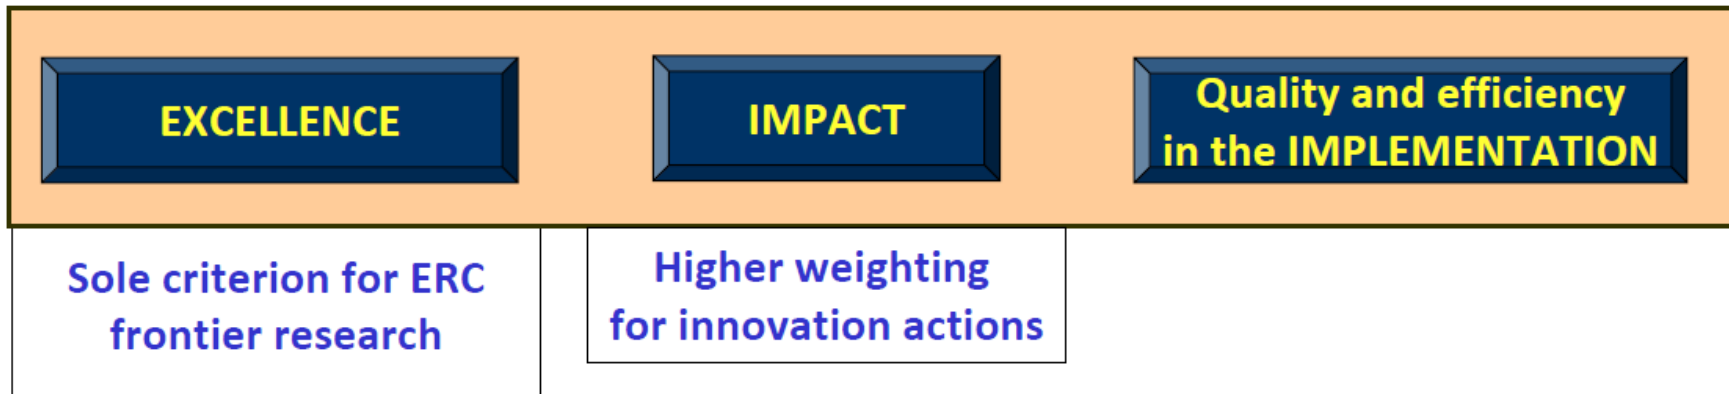 EXCELLENCE
IMPACT
Quality and efficiency
in the IMPLEMENTATION
Sole criterion for ERC
frontier research
Higher weighting
for innovation actions